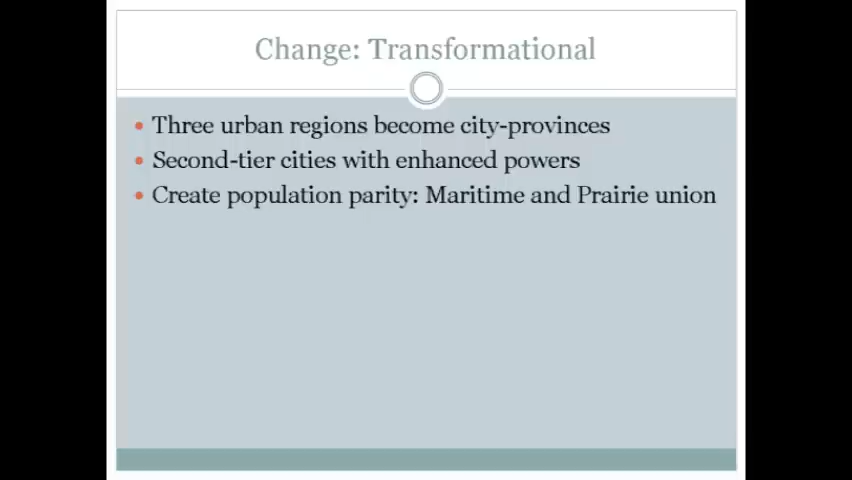 Change: Transformational
• Three urban regions become city-provinces
• Second-tier cities with enhanced powers
• Create population parity: Maritime and Prairie union